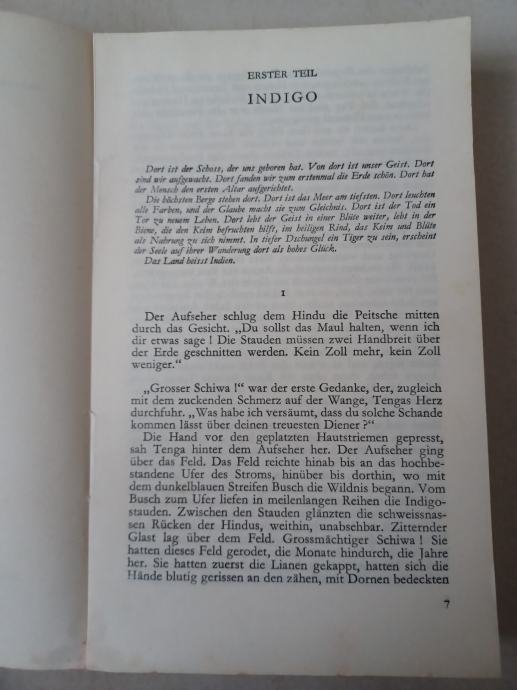 ERSTER TEIL
INDIGO
Dort ist der Schoss, der uns geboren hat. Von dort ist unser Geist. Dort
sind wir aufgewacht. Dort fanden wir zum erstenmal die Erde schön. Dort hat
der Mensch den ersten Altar aufgerichtet.
Die höchsten Berge stehen dort. Dort ist das Meer am tiefsten. Dort leuchten
alle Farben, und der Glaube macht sie zum Gleichnis. Dort ist der Tod ein
Tor zu neuem Leben. Dort lebt der Geist in einer Blüte weiter, lebt in der
Biene, die den Keim befruchten hilft, im heiligen Rind, das Keim und Blüte
als Nahrung zu sich nimmt. In tiefer Dschungel ein Tiger zu sein, erscheint
der Seele auf ihrer Wanderung dort als hohes Glück.
Das Land heisst Indien.
I
Der Aufseher schlug dem Hindu die Peitsche mitten
durch das Gesicht. „Du sollst das Maul halten, wenn ich
dir etwas sage! Die Stauden müssen zwei Handbreit über
der Erde geschnitten werden. Kein Zoll mehr, kein Zoll
weniger.“
„Grosser Schiwa!“ war der erste Gedanke, der, zugleich
mit dem zuckenden Schmerz auf der Wange, Tengas Herz
durchfuhr. „Was habe ich versäumt, dass du solche Schande
kommen lässt über deinen treuesten Diener?“
Die Hand vor den geplatzten Hautstriemen gepresst,
sah Tenga hinter dem Aufseher her. Der Aufseher ging
über das Feld. Das Feld reichte hinab bis an das hochbe-
standene Ufer des Stroms, hinüber bis dorthin, wo mit
dem dunkelblauen Streifen Busch die Wildnis begann. Vom
Busch zum Ufer liefen in meilenlangen Reihen die Indigo-
stauden. Zwischen den Stauden glänzten die schweissnas-
sen Rücken der Hindus, weithin, unabsehbar. Zitternder
Glast lag über dem Feld. Grossmächtiger Schiwa! Sie
hatten dieses Feld gerodet, die Monate hindurch, die Jahre
her. Sie hatten zuerst die Lianen gekappt, hatten sich die
Hände blutig gerissen an den zähen, mit Dornen bedeckten
7